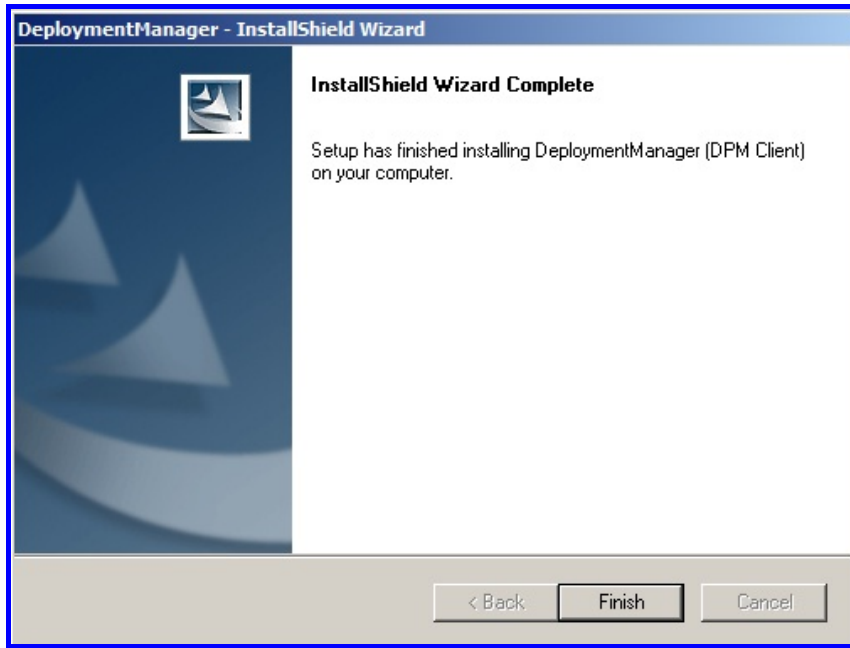 DeploymentManager - InstallShield Wizard
InstallShield Wizard Complete
Setup has finished installing DeploymentManager (DPM Client)
on your computer.
< Back
Finish
Cancel